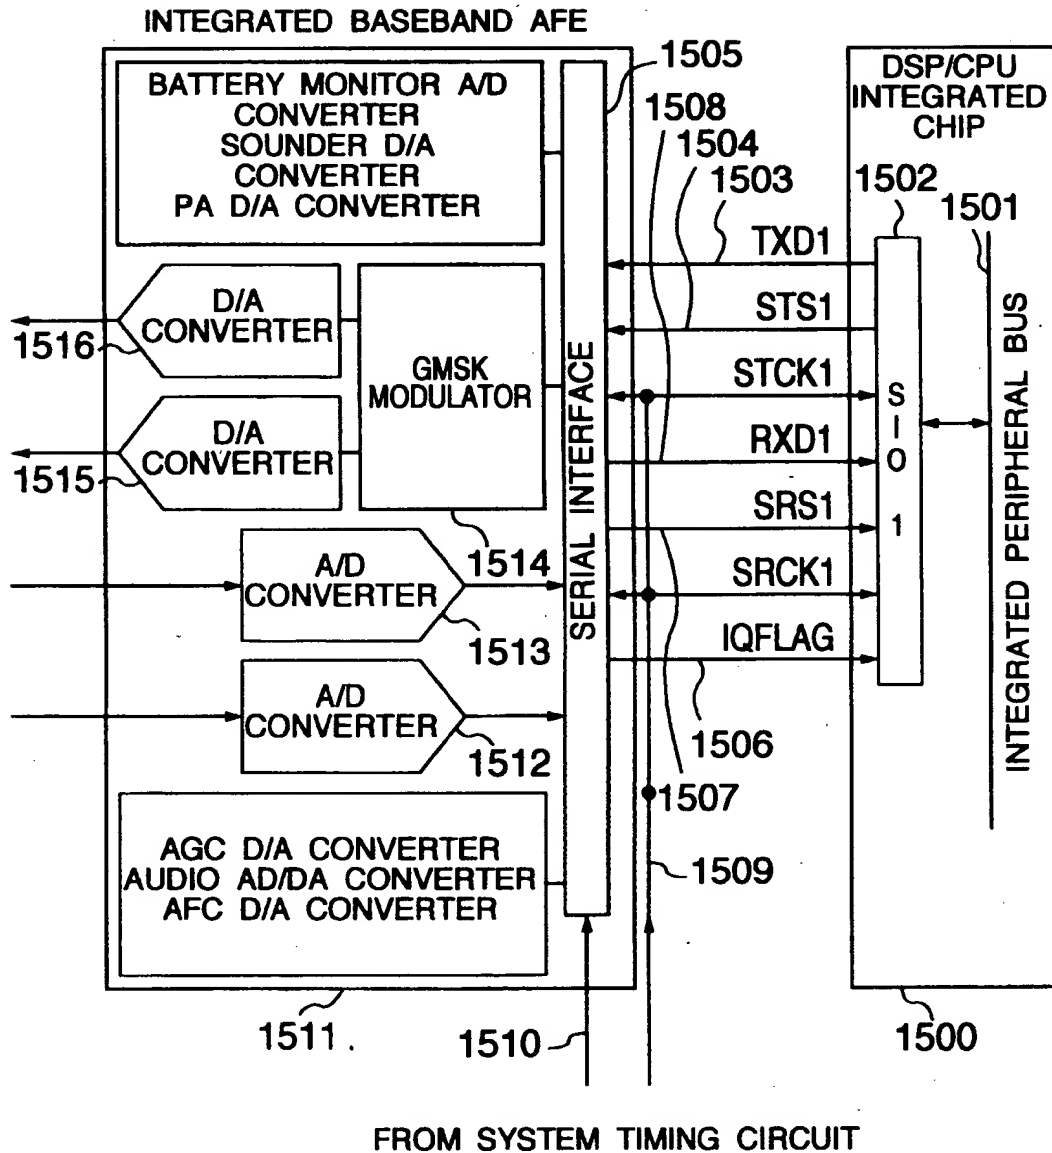 INTEGRATED BASEBAND AFE
BATTERY MONITOR A/D
CONVERTER
SOUNDER D/A
CONVERTER
PA D/A CONVERTER
D/A
CONVERTER
1516
D/A
CONVERTER
1515
GMSK
MODULATOR
1514
A/D
CONVERTER
1513
A/D
CONVERTER
1512
AGC D/A CONVERTER
AUDIO AD/DA CONVERTER
AFC D/A CONVERTER
1511
SERIAL INTERFACE
1505
1508
1504
1503
TXD1
STS1
STCK1
RXD1
SRS1
SRCK1
IQFLAG
1506
1507
1509
1510
DSP/CPU
INTEGRATED
CHIP
1502
1501
SIO1
INTEGRATED PERIPHERAL BUS
1500
FROM SYSTEM TIMING CIRCUIT